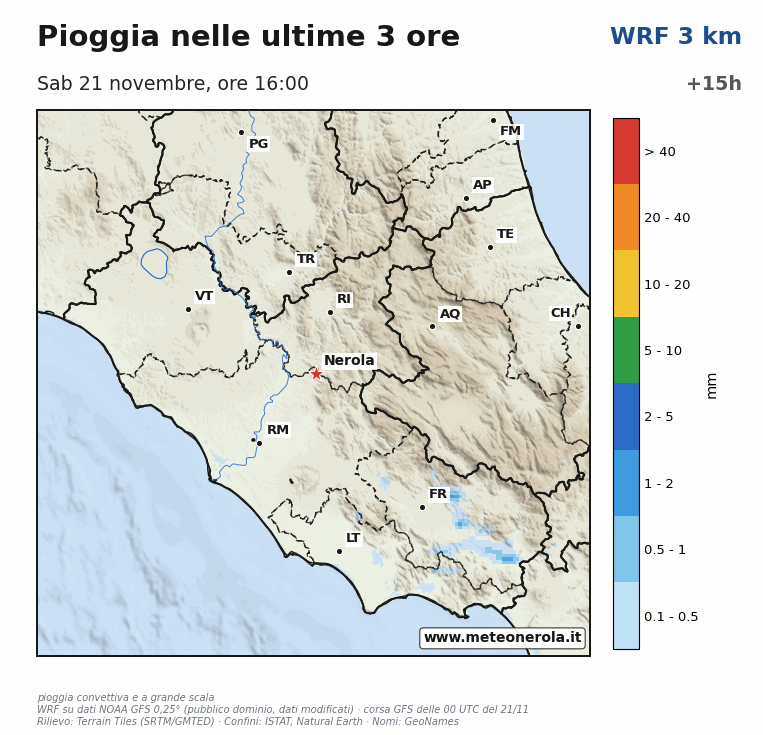 Pioggia nelle ultime 3 ore
WRF 3 km
Sab 21 novembre, ore 16:00
+15h
FM
PG
AP
TE
TR
VT
RI
AQ
CH
Nerola
RM
FR
LT
www.meteonerola.it
> 40
20 - 40
10 - 20
5 - 10
2 - 5
1 - 2
0.5 - 1
0.1 - 0.5
mm
pioggia convettiva e a grande scala
WRF su dati NOAA GFS 0,25° (pubblico dominio, dati modificati) · corsa GFS delle 00 UTC del 21/11
Rilievo: Terrain Tiles (SRTM/GMTED) · Confini: ISTAT, Natural Earth · Nomi: GeoNames